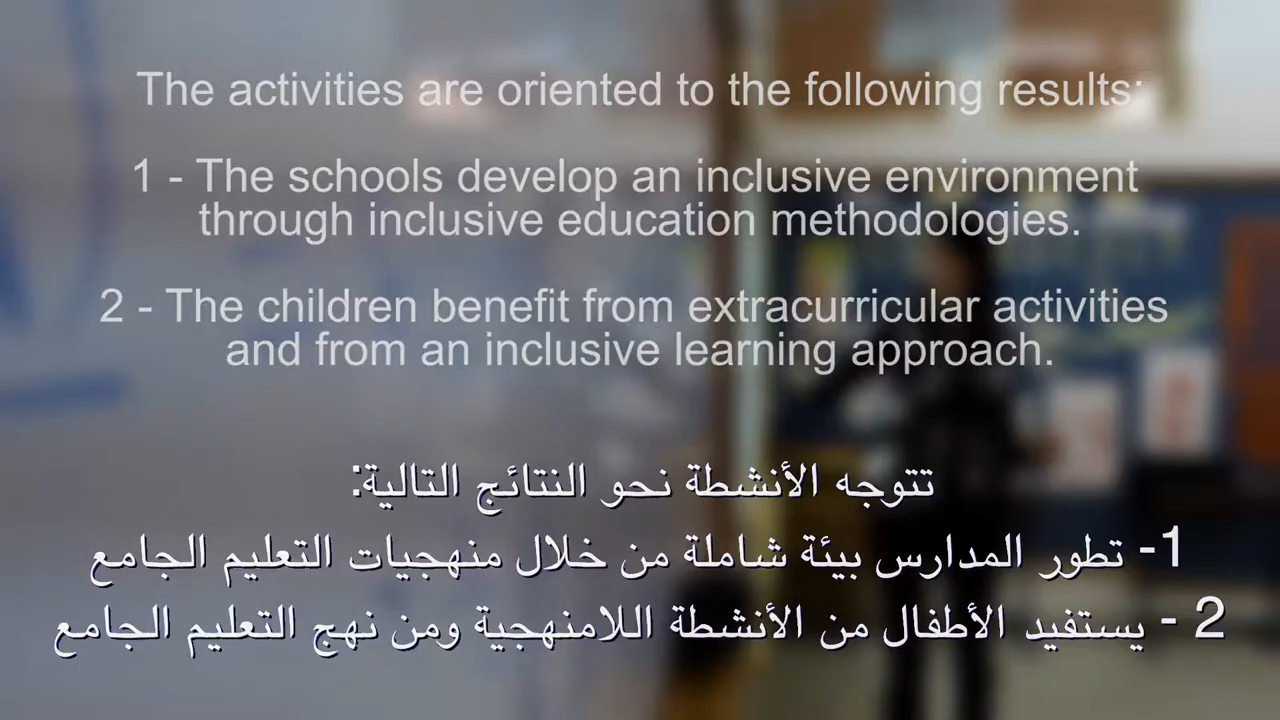 The activities are oriented to the following results:
1 - The schools develop an inclusive environment
through inclusive education methodologies.
2 - The children benefit from extracurricular activities
and from an inclusive learning approach.
تتوجه الأنشطة نحو النتائج التالية:
1- تطور المدارس بيئة شاملة من خلال منهجيات التعليم الجامع
2 - يستفيد الأطفال من الأنشطة اللامنهجية ومن نهج التعليم الجامع